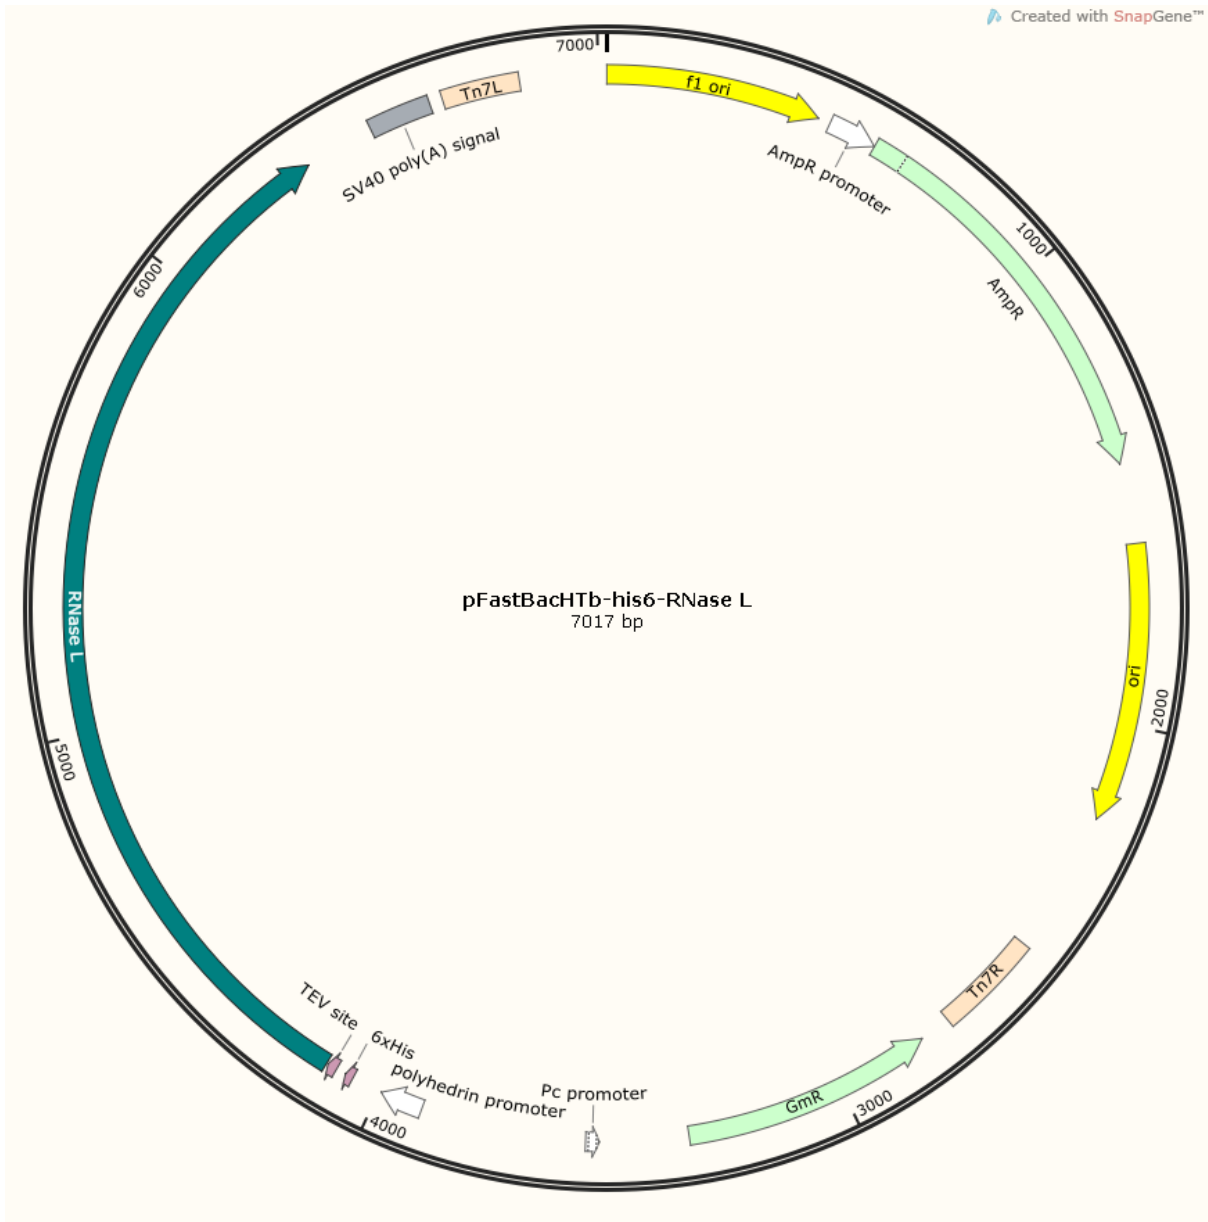 Created with SnapGene™
7000
Tn7L
f1 ori
SV40 poly(A) signal
AmpR promoter
1000
6000
AmpR
pFastBacHTb-his6-RNase L
7017 bp
RNase L
ori
2000
5000
Tn7R
TEV site
6xHis
polyhedrin promoter
Pc promoter
GmR
3000
4000